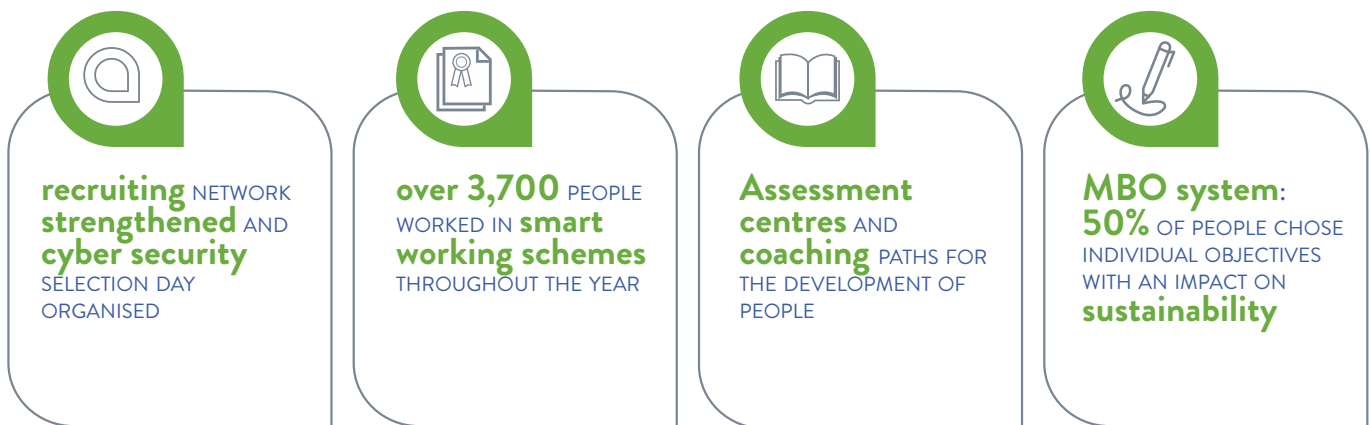 recruiting NETWORK
strengthened AND
cyber security
SELECTION DAY
ORGANISED
over 3,700 PEOPLE
WORKED IN smart
working schemes
THROUGHOUT THE YEAR
Assessment
centres AND
coaching PATHS FOR
THE DEVELOPMENT OF
PEOPLE
MBO system:
50% OF PEOPLE CHOSE
INDIVIDUAL OBJECTIVES
WITH AN IMPACT ON
sustainability